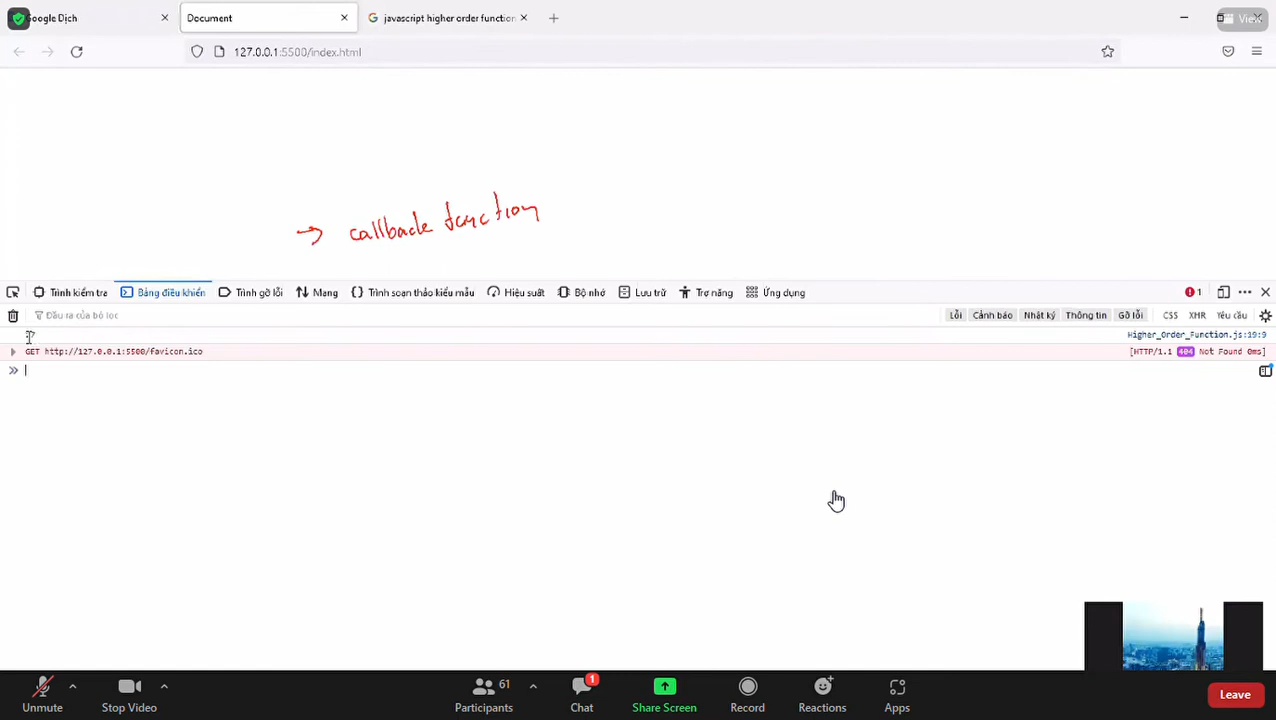 Google Dịch
Document
javascript higher order function
View
127.0.0.1:5500/index.html
→ callback function
Trình kiểm tra
Bảng điều khiển
Trình gỡ lỗi
Mạng
Trình soạn thảo kiểu mẫu
Hiệu suất
Bộ nhớ
Lưu trữ
Trợ năng
Ứng dụng
1
Đầu ra của bộ lọc
Lỗi
Cảnh báo
Nhật ký
Thông tin
Gỡ lỗi
CSS
XHR
Yêu cầu
Higher_Order_Function.js:19:9
GET http://127.0.0.1:5500/favicon.ico
[HTTP/1.1 404 Not Found 0ms]
Unmute
Stop Video
Participants
61
Chat
1
Share Screen
Record
Reactions
Apps
Leave